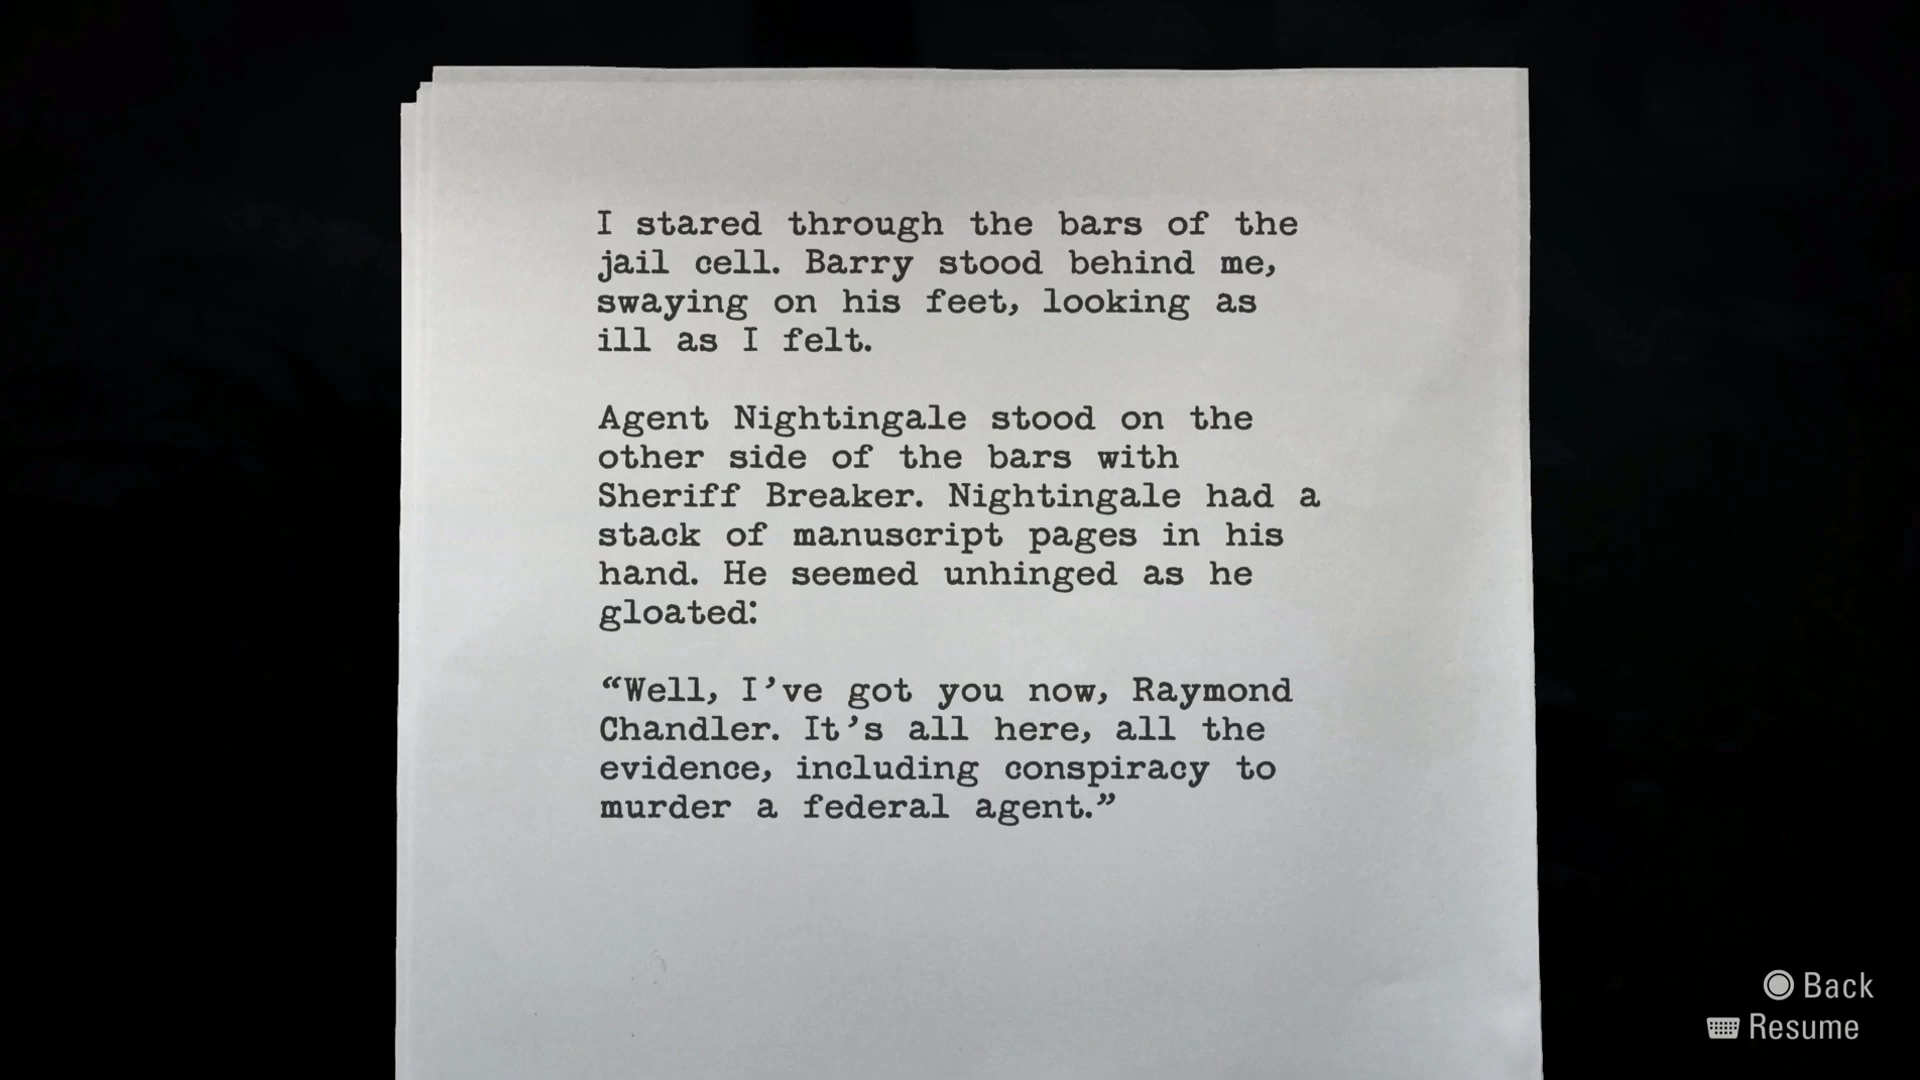 I stared through the bars of the
jail cell. Barry stood behind me,
swaying on his feet, looking as
ill as I felt.
Agent Nightingale stood on the
other side of the bars with
Sheriff Breaker. Nightingale had a
stack of manuscript pages in his
hand. He seemed unhinged as he
gloated:
“Well, I’ve got you now, Raymond
Chandler. It’s all here, all the
evidence, including conspiracy to
murder a federal agent.”
Back
Resume